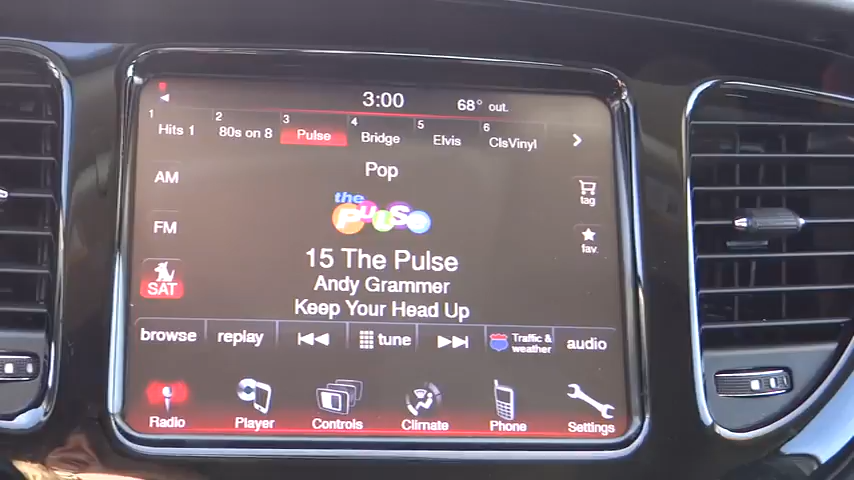 3:00 68° out.
1 Hits 1 2 80s on 8 3 Pulse 4 Bridge 5 Elvis 6 ClsVinyl
Pop
AM
tag
the
pulse
FM
fav.
15 The Pulse
SAT
Andy Grammer
Keep Your Head Up
browse replay tune Traffic & weather audio
Radio Player Controls Climate Phone Settings